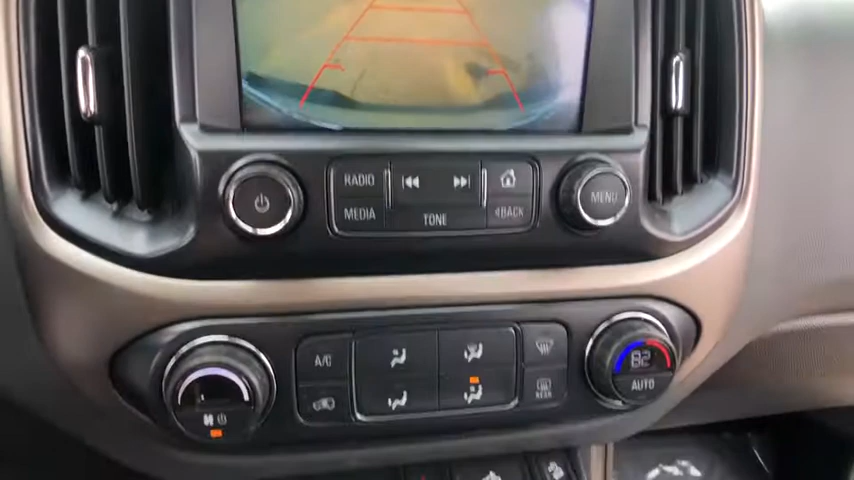 RADIO
MEDIA
TONE
BACK
MENU
A/C
REAR
82
AUTO